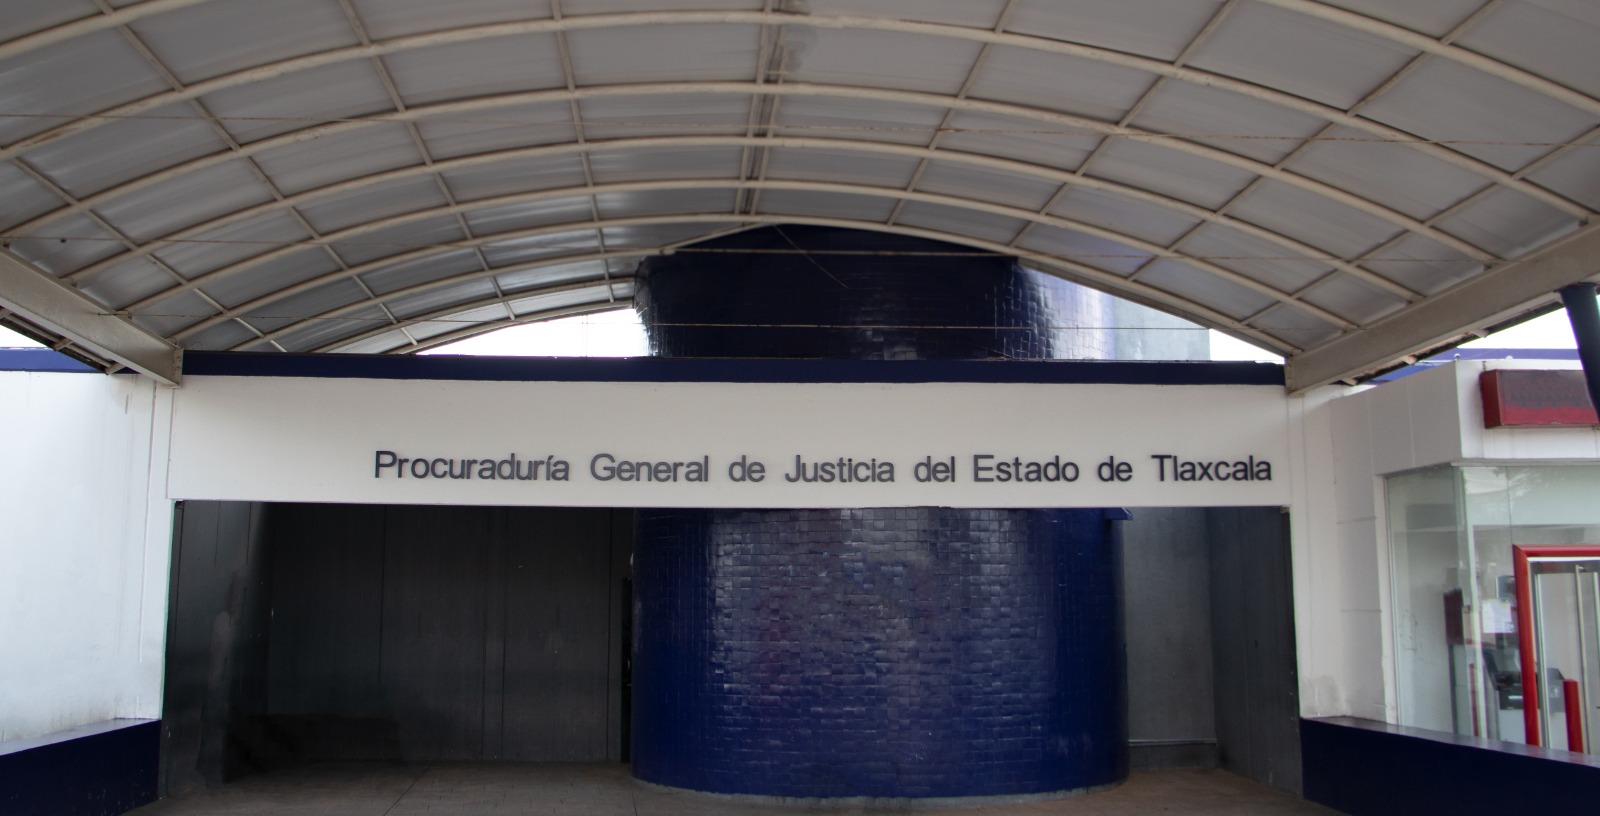 Procuraduría General de Justicia del Estado de Tlaxcala